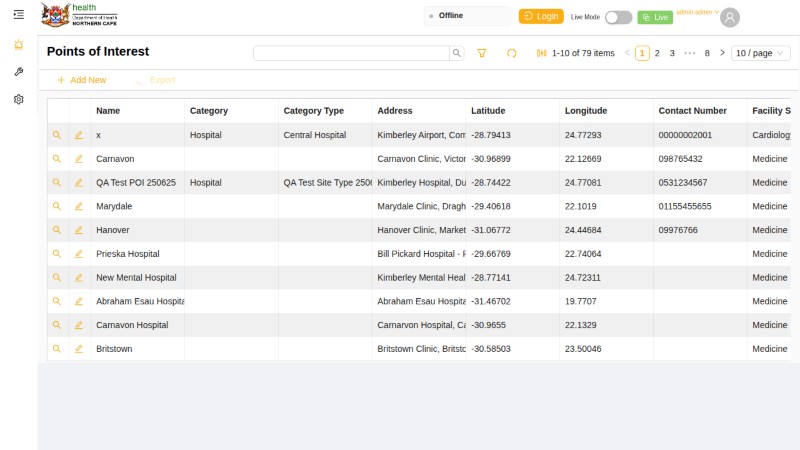 health
Department of Health
NORTHERN CAPE
Offline
Login
Live Mode
Live
admin admin
Points of Interest
1-10 of 79 items
1 2 3 ••• 8
10 / page
Add New
Export
Name Category Category Type Address Latitude Longitude Contact Number Facility S
x Hospital Central Hospital Kimberley Airport, Com -28.79413 24.77293 00000002001 Cardiolog
Carnavon Carnavon Clinic, Victor -30.96899 22.12669 098765432 Medicine
QA Test POI 250625 Hospital QA Test Site Type 2506 Kimberley Hospital, Du -28.74422 24.77081 0531234567 Medicine
Marydale Marydale Clinic, Dragh -29.40618 22.1019 01155455655 Medicine
Hanover Hanover Clinic, Market -31.06772 24.44684 09976766 Medicine
Prieska Hospital Bill Pickard Hospital - -29.66769 22.74064 Medicine
New Mental Hospital Kimberley Mental Heal -28.77141 24.72311 Medicine
Abraham Esau Hospita Abraham Esau Hospita -31.46702 19.7707 Medicine
Carnavon Hospital Carnarvon Hospital, Ca -30.9655 22.1329 Medicine
Britstown Britstown Clinic, Britsto -30.58503 23.50046 Medicine